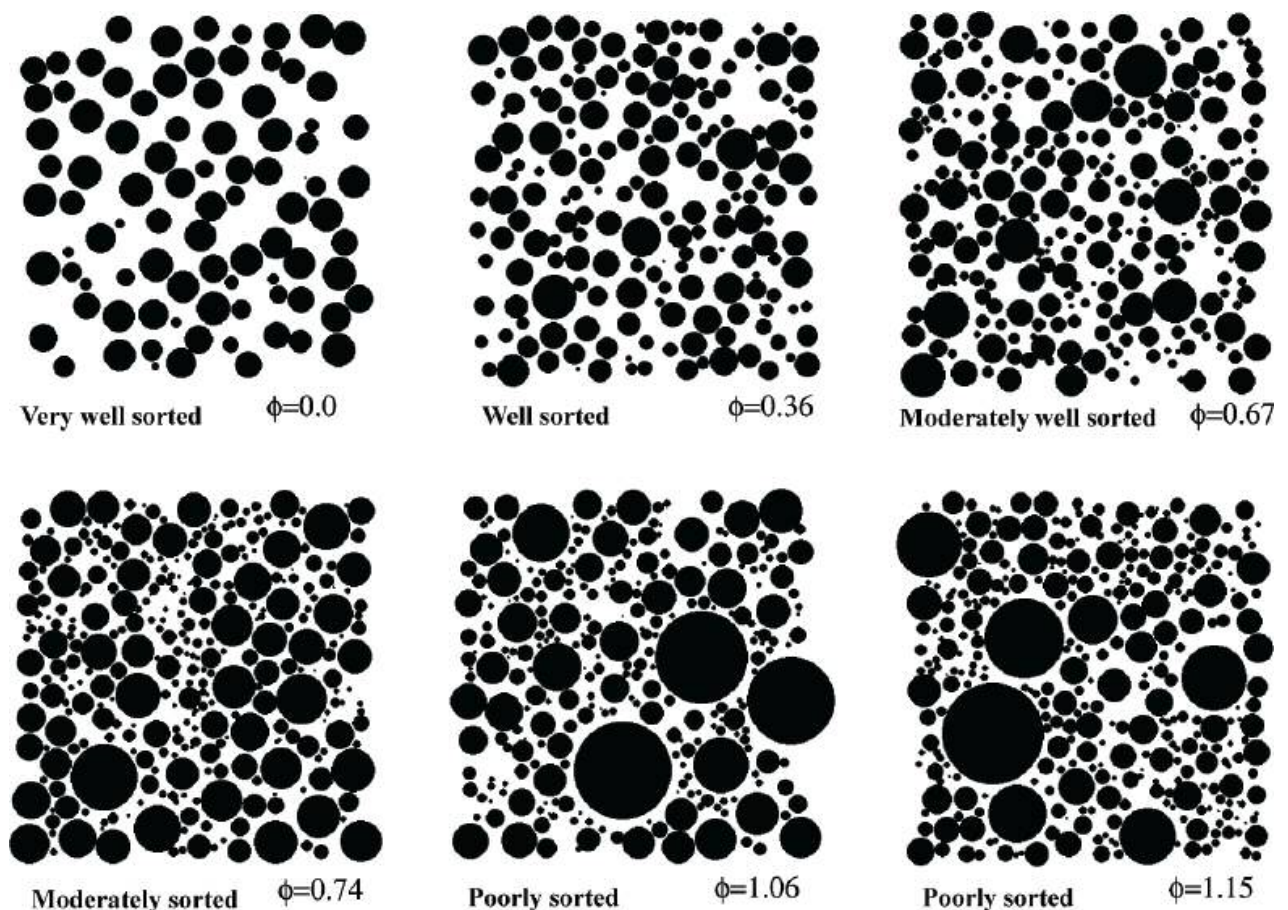 Very well sorted ϕ=0.0
Well sorted ϕ=0.36
Moderately well sorted ϕ=0.67
Moderately sorted ϕ=0.74
Poorly sorted ϕ=1.06
Poorly sorted ϕ=1.15